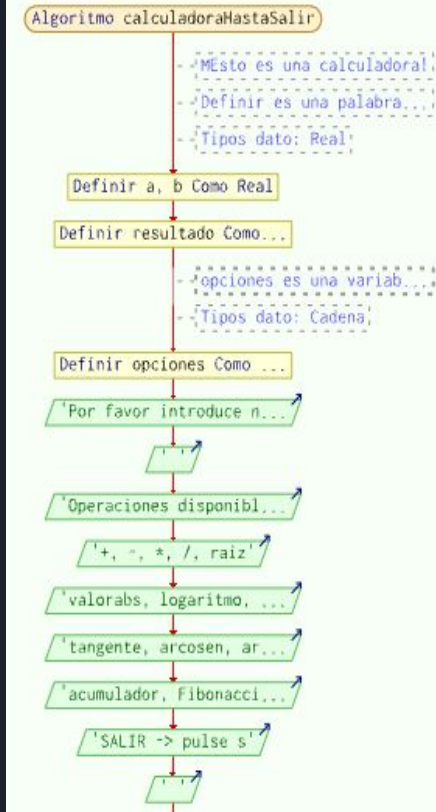 Algoritmo calculadoraHastaSalir
MEsto es una calculadora!
Definir es una palabra...
Tipos dato: Real
Definir a, b Como Real
Definir resultado Como...
opciones es una variab...
Tipos dato: Cadena
Definir opciones Como ...
'Por favor introduce n...
' '
'Operaciones disponibl...
'+, -, *, /, raiz'
'valorabs, logaritmo, ...
'tangente, arcosen, ar...
'acumulador, Fibonacci...
'SALIR -> pulse s'
' '